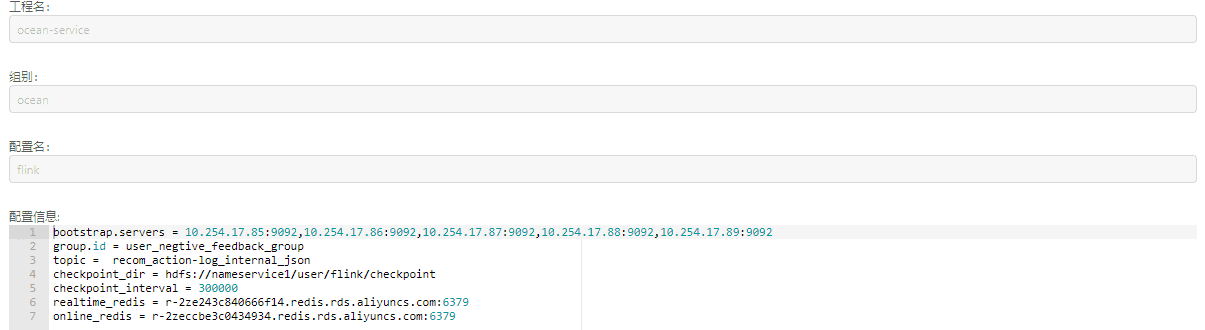 工程名:
ocean-service
组别:
ocean
配置名:
flink
配置信息:
1 bootstrap.servers = 10.254.17.85:9092,10.254.17.86:9092,10.254.17.87:9092,10.254.17.88:9092,10.254.17.89:9092
2 group.id = user_negtive_feedback_group
3 topic =  recom_action-log_internal_json
4 checkpoint_dir = hdfs://nameservice1/user/flink/checkpoint
5 checkpoint_interval = 300000
6 realtime_redis = r-2ze243c840666f14.redis.rds.aliyuncs.com:6379
7 online_redis = r-2zeccbe3c0434934.redis.rds.aliyuncs.com:6379